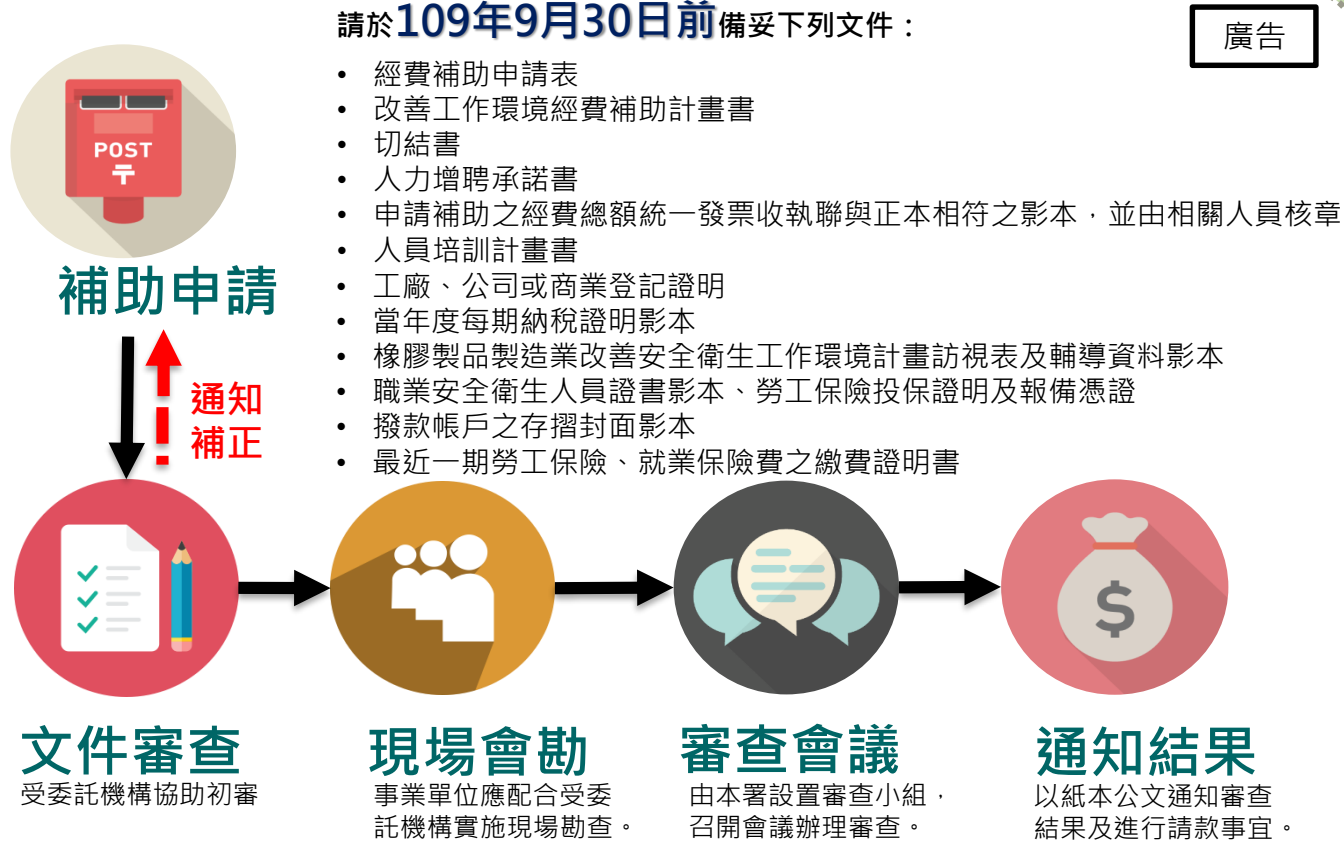 請於109年9月30日前備妥下列文件：
廣告
• 經費補助申請表
• 改善工作環境經費補助計畫書
• 切結書
• 人力增聘承諾書
• 申請補助之經費總額統一發票收執聯與正本相符之影本，並由相關人員核章
• 人員培訓計畫書
• 工廠、公司或商業登記證明
• 當年度每期納稅證明影本
• 橡膠製品製造業改善安全衛生工作環境計畫訪視表及輔導資料影本
• 職業安全衛生人員證書影本、勞工保險投保證明及報備憑證
• 撥款帳戶之存摺封面影本
• 最近一期勞工保險、就業保險費之繳費證明書
POST
〒
補助申請
通知
補正
$
文件審查
受委託機構協助初審
現場會勘
事業單位應配合受委
託機構實施現場勘查。
審查會議
由本署設置審查小組，
召開會議辦理審查。
通知結果
以紙本公文通知審查
結果及進行請款事宜。